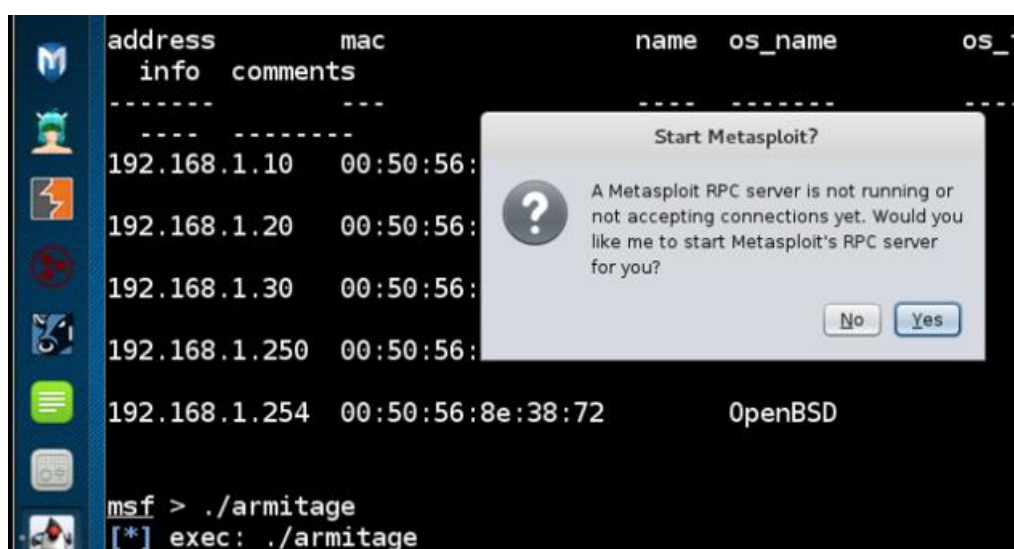 address mac name os_name os_
info comments
------- --- ---- ------- ----
---- --------
192.168.1.10 00:50:56:
192.168.1.20 00:50:56:
192.168.1.30 00:50:56:
192.168.1.250 00:50:56:
192.168.1.254 00:50:56:8e:38:72 OpenBSD
msf > ./armitage
[*] exec: ./armitage
Start Metasploit?
A Metasploit RPC server is not running or
not accepting connections yet. Would you
like me to start Metasploit's RPC server
for you?
No Yes